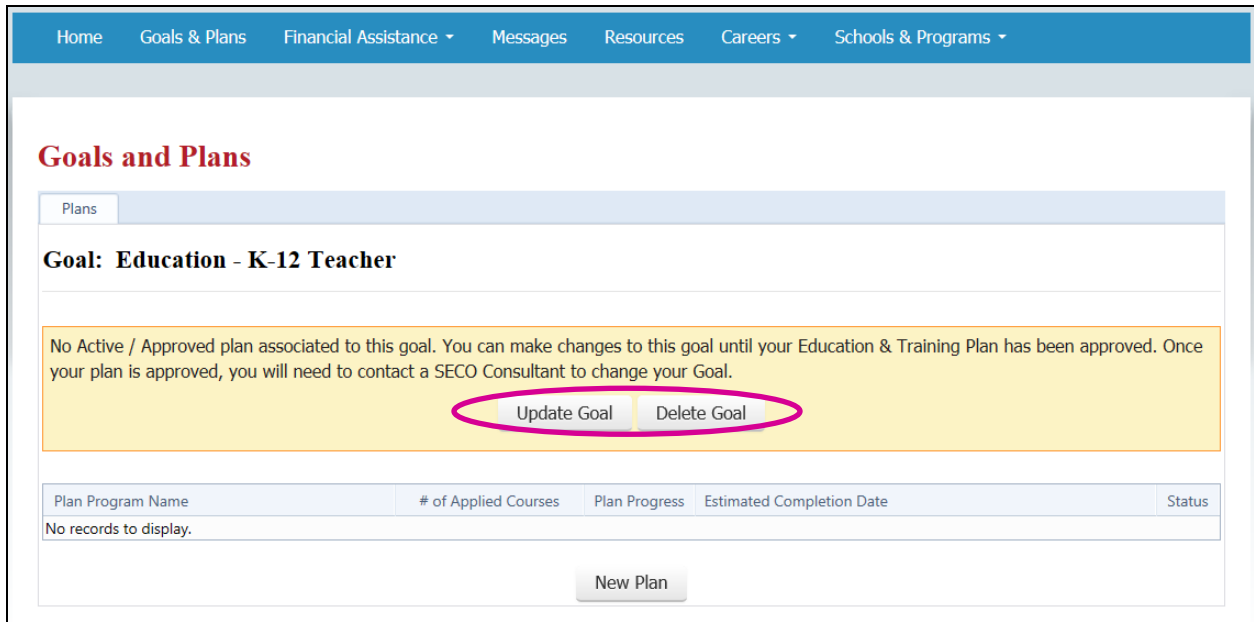 Home Goals & Plans Financial Assistance Messages Resources Careers Schools & Programs
Goals and Plans
Plans
Goal: Education - K-12 Teacher
No Active / Approved plan associated to this goal. You can make changes to this goal until your Education & Training Plan has been approved. Once
your plan is approved, you will need to contact a SECO Consultant to change your Goal.
Update Goal Delete Goal
Plan Program Name # of Applied Courses Plan Progress Estimated Completion Date Status
No records to display.
New Plan